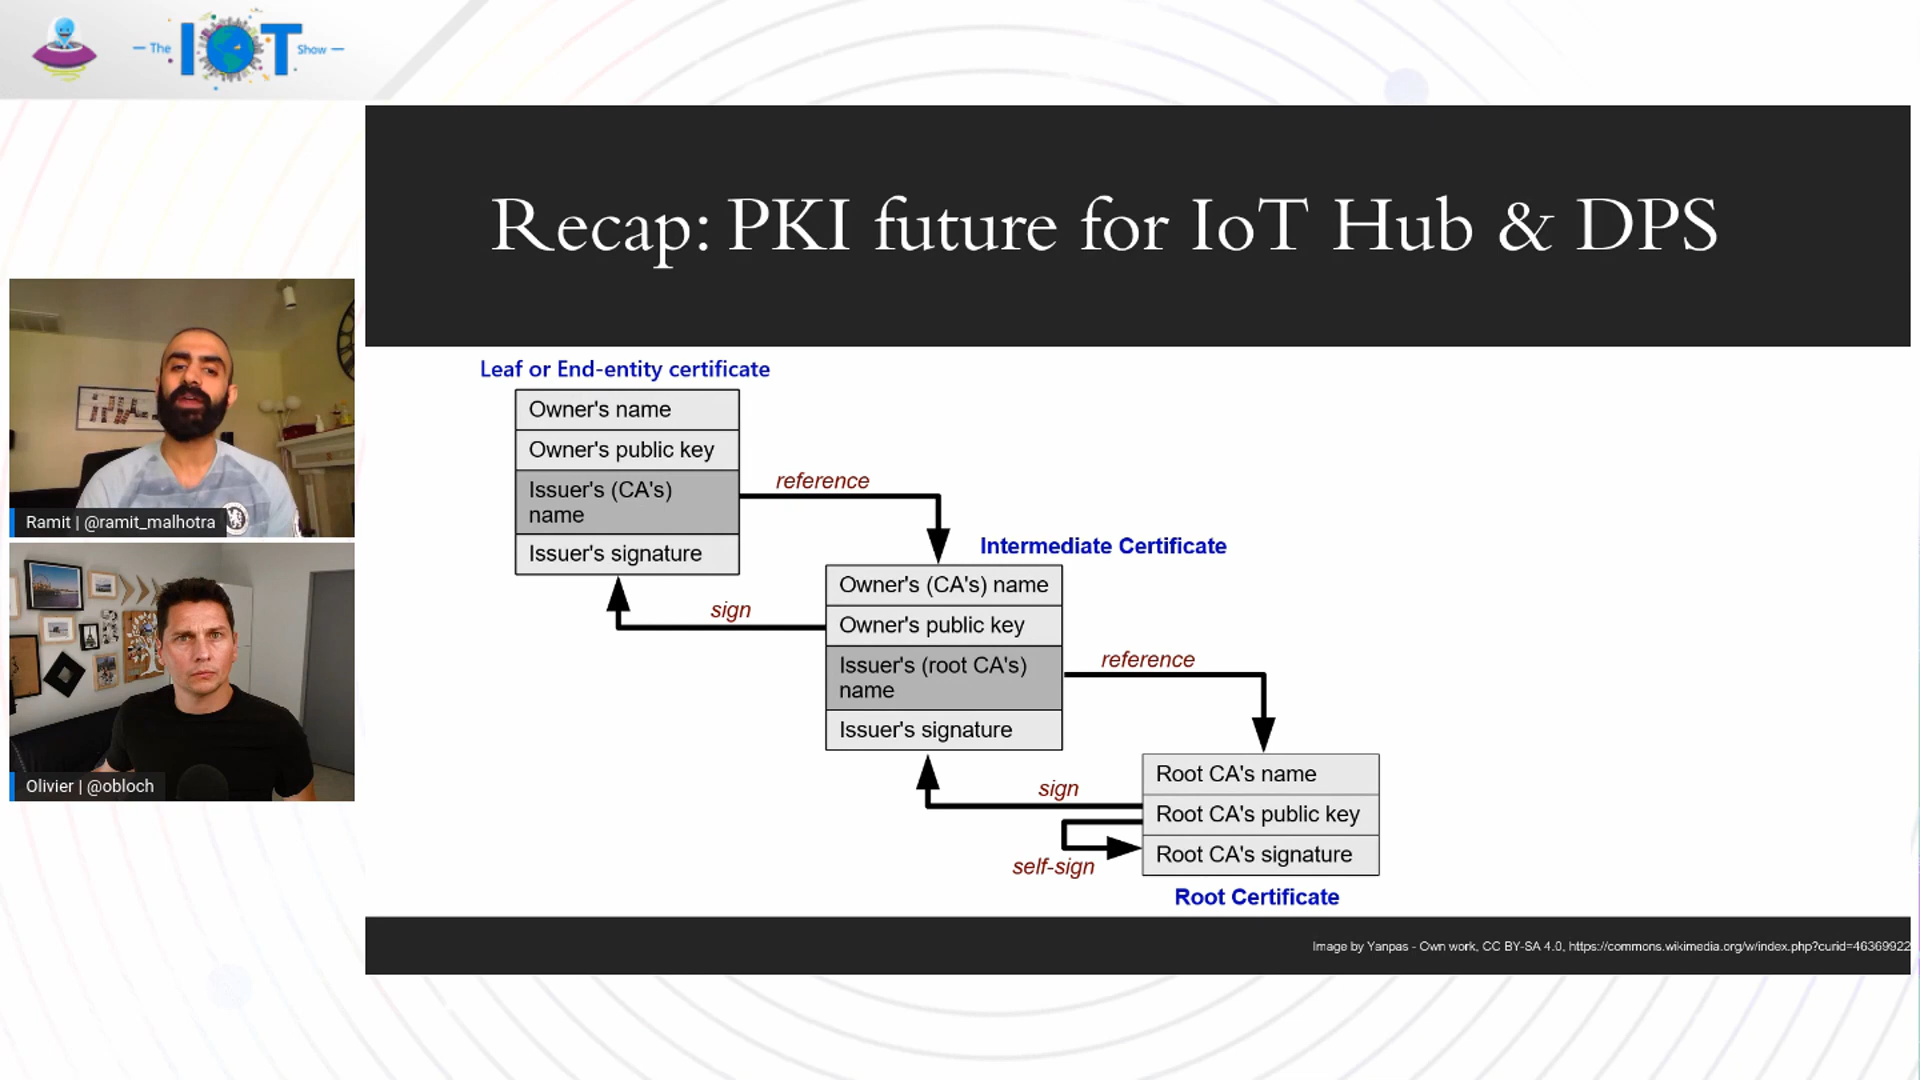 The IOT Show
Recap: PKI future for IoT Hub & DPS
Leaf or End-entity certificate
Owner's name
Owner's public key
Issuer's (CA's)
name
Issuer's signature
reference
sign
Intermediate Certificate
Owner's (CA's) name
Owner's public key
Issuer's (root CA's)
name
Issuer's signature
reference
sign
self-sign
Root CA's name
Root CA's public key
Root CA's signature
Root Certificate
Ramit | @ramit_malhotra
Olivier | @obloch
Image by Yanpas - Own work, CC BY-SA 4.0, https://commons.wikimedia.org/w/index.php?curid=46369922